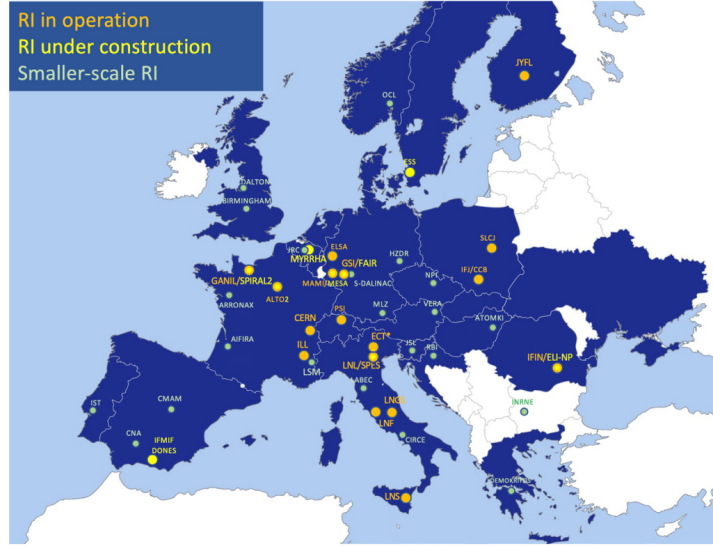 RI in operation
RI under construction
Smaller-scale RI
JYFL
OCL
ESS
DALTON
BIRMINGHAM
JRC
MYRRHA
ELSA
GSI/FAIR
HZDR
SLCJ
GANIL/SPIRAL2
MAMI/MESA
S-DALINAC
NPI
IFJ/CCB
ALTO2
ARRONAX
CERN
PSI
MLZ
VERA
ATOMKI
AIFIRA
ILL
ECT*
JSI
RBI
LSM
LNL/SPES
IFIN/ELI-NP
LABEC
IST
CMAM
LNGS
INRNE
LNF
CNA
IFMIF
DONES
CIRCE
DEMOKRITOS
LNS